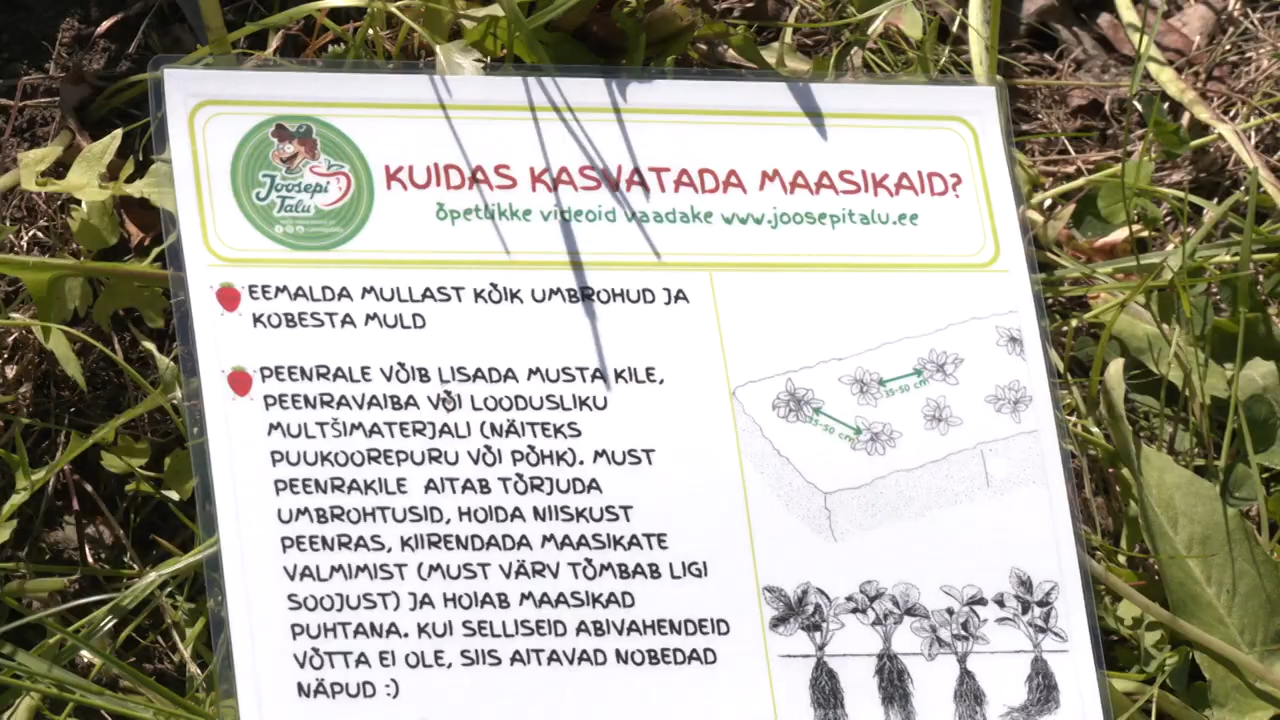 Joosepi
Talu
KUIDAS KASVATADA MAASIKAID?
õpetlikke videoid vaadake www.joosepitalu.ee
EEMALDA MULLAST KÕIK UMBROHUD JA
KOBESTA MULD
PEENRALE VÕIB LISADA MUSTA KILE,
PEENRAVAIBA VÕI LOODUSLIKU
MULTŠIMATERJALI (NÄITEKS
PUUKOOREPURU VÕI PÕHK). MUST
PEENRAKILE AITAB TÕRJUDA
UMBROHTUSID, HOIDA NIISKUST
PEENRAS, KIIRENDADA MAASIKATE
VALMIMIST (MUST VÄRV TÕMBAB LIGI
SOOJUST) JA HOIAB MAASIKAD
PUHTANA. KUI SELLISEID ABIVAHENDEID
VÕTTA EI OLE, SIIS AITAVAD NOBEDAD
NÄPUD :)
35-50 cm
35-50 cm